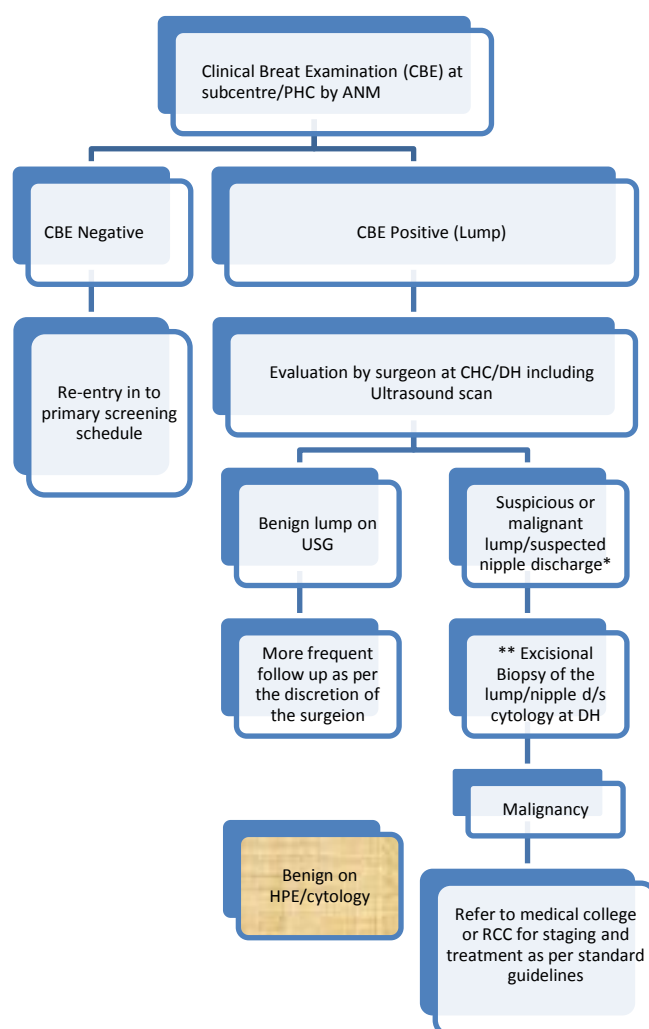 Clinical Breat Examination (CBE) at
subcentre/PHC by ANM
CBE Negative
CBE Positive (Lump)
Re-entry in to
primary screening
schedule
Evaluation by surgeon at CHC/DH including
Ultrasound scan
Benign lump on
USG
Suspicious or
malignant
lump/suspected
nipple discharge*
More frequent
follow up as per
the discretion of
the surgeion
** Excisional
Biopsy of the
lump/nipple d/s
cytology at DH
Malignancy
Benign on
HPE/cytology
Refer to medical college
or RCC for staging and
treatment as per standard
guidelines